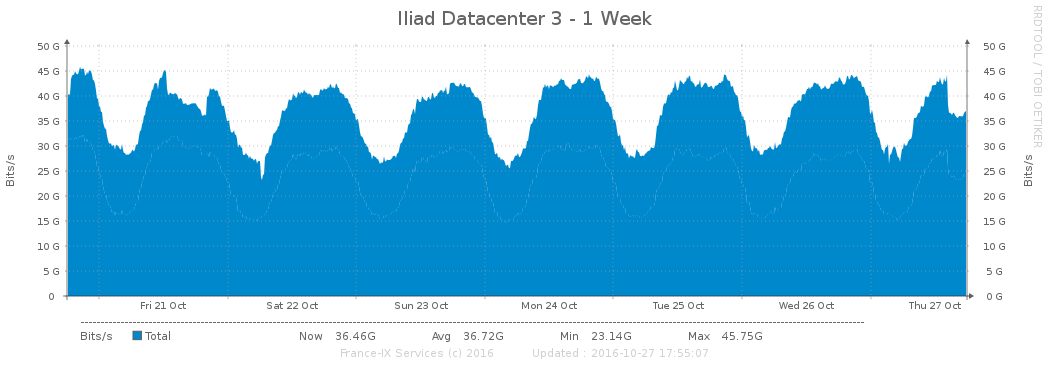 Iliad Datacenter 3 - 1 Week
RRDTOOL / TOBI OETIKER
50 G 50 G
45 G 45 G
40 G 40 G
35 G 35 G
30 G 30 G
25 G 25 G
20 G 20 G
15 G 15 G
10 G 10 G
5 G 5 G
0 0 G
Bits/s
Bits/s
Fri 21 Oct Sat 22 Oct Sun 23 Oct Mon 24 Oct Tue 25 Oct Wed 26 Oct Thu 27 Oct
Bits/s Total Now 36.46G Avg 36.72G Min 23.14G Max 45.75G
France-IX Services (c) 2016 Updated : 2016-10-27 17:55:07